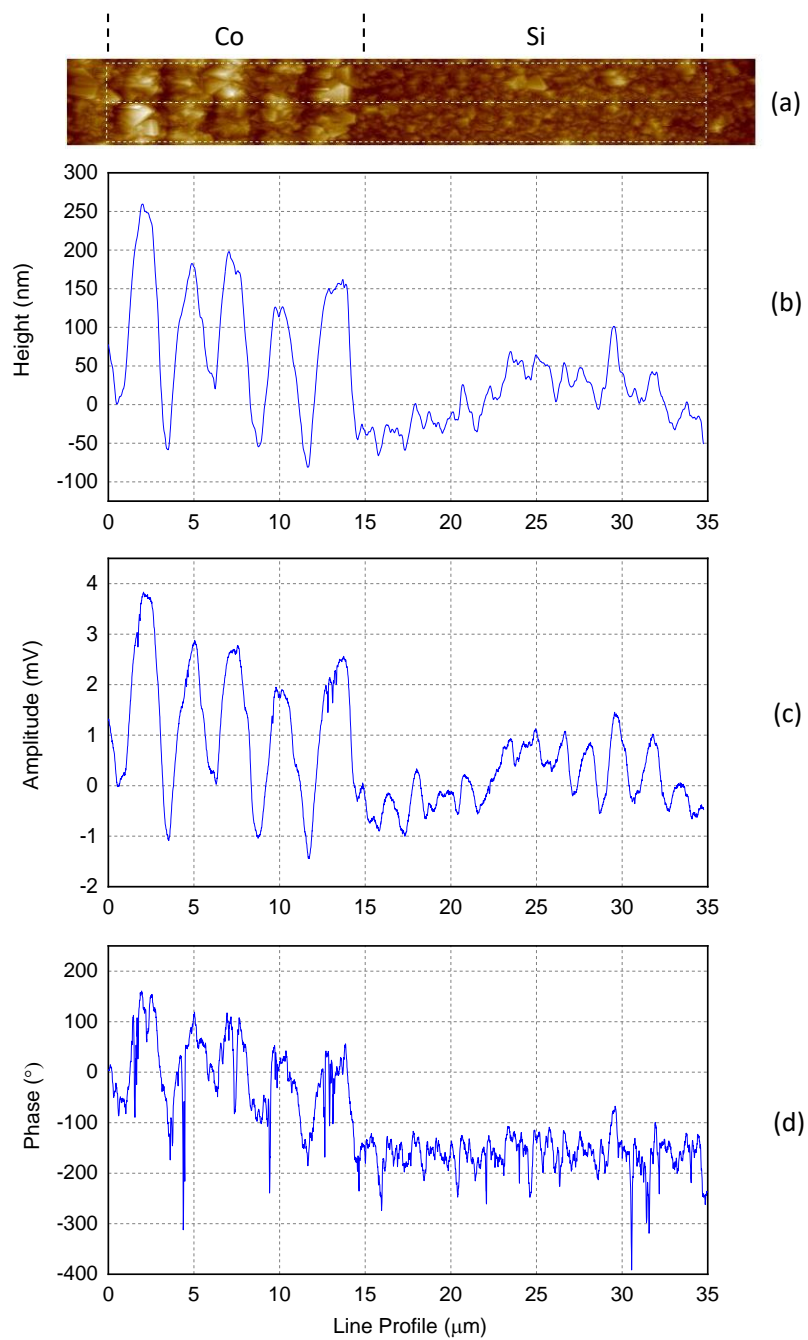 Co Si
(a)
300
250
200
150
100
50
0
-50
-100
Height (nm)
(b)
0 5 10 15 20 25 30 35
4
3
2
1
0
-1
-2
Amplitude (mV)
(c)
0 5 10 15 20 25 30 35
200
100
0
-100
-200
-300
-400
Phase (°)
(d)
0 5 10 15 20 25 30 35
Line Profile (μm)